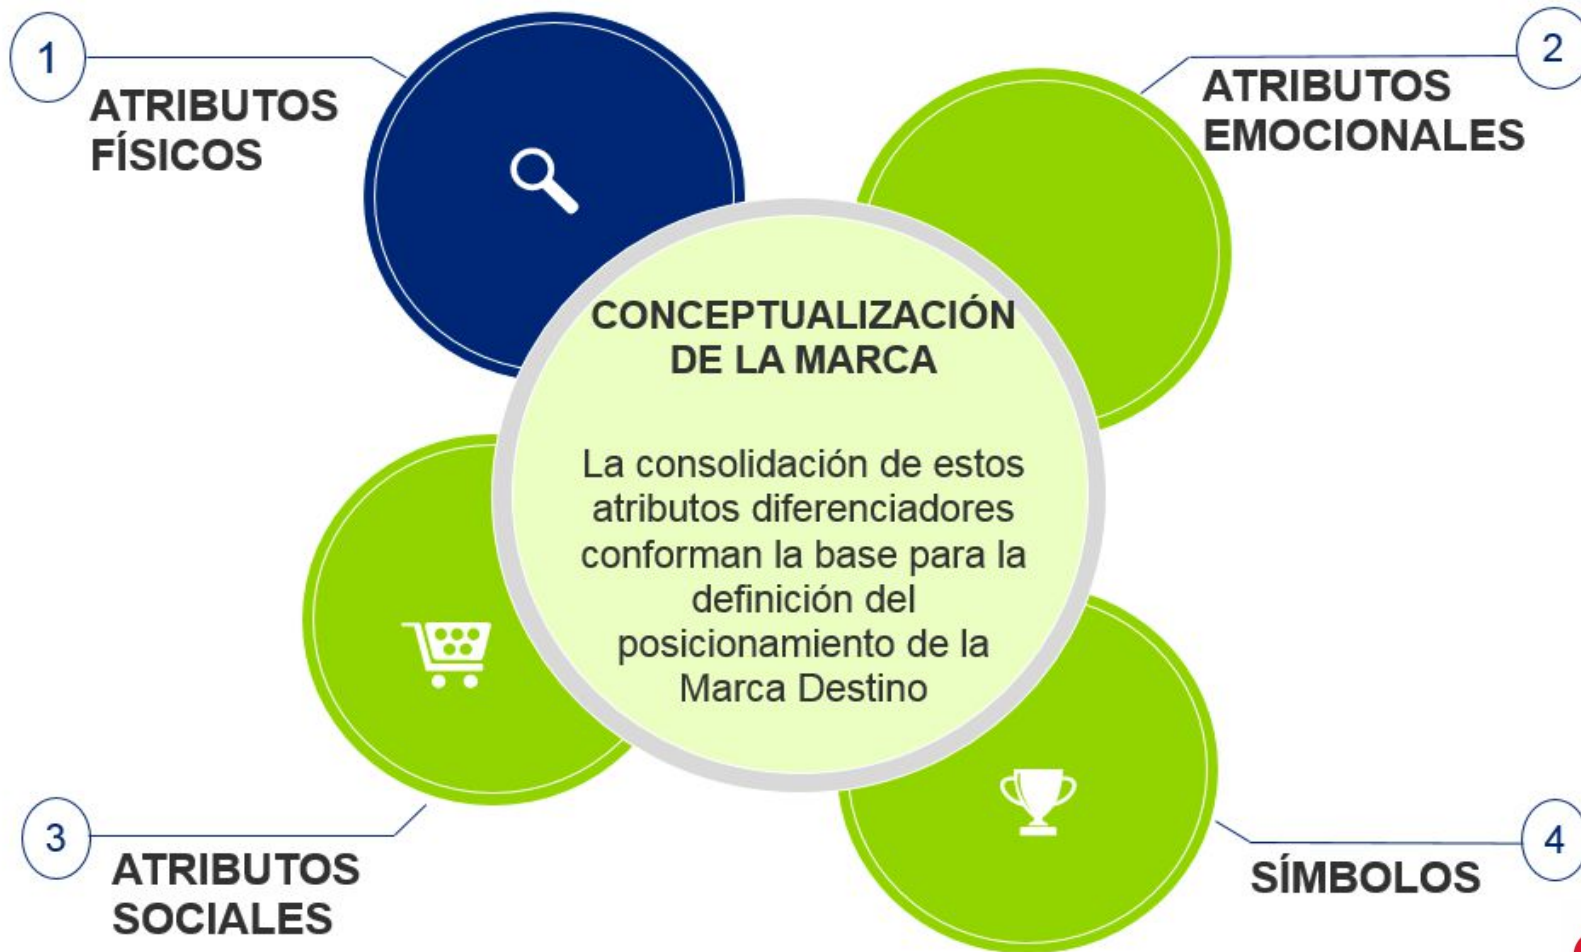 1
ATRIBUTOS
FÍSICOS
2
ATRIBUTOS
EMOCIONALES
CONCEPTUALIZACIÓN
DE LA MARCA
La consolidación de estos
atributos diferenciadores
conforman la base para la
definición del
posicionamiento de la
Marca Destino
3
ATRIBUTOS
SOCIALES
4
SÍMBOLOS